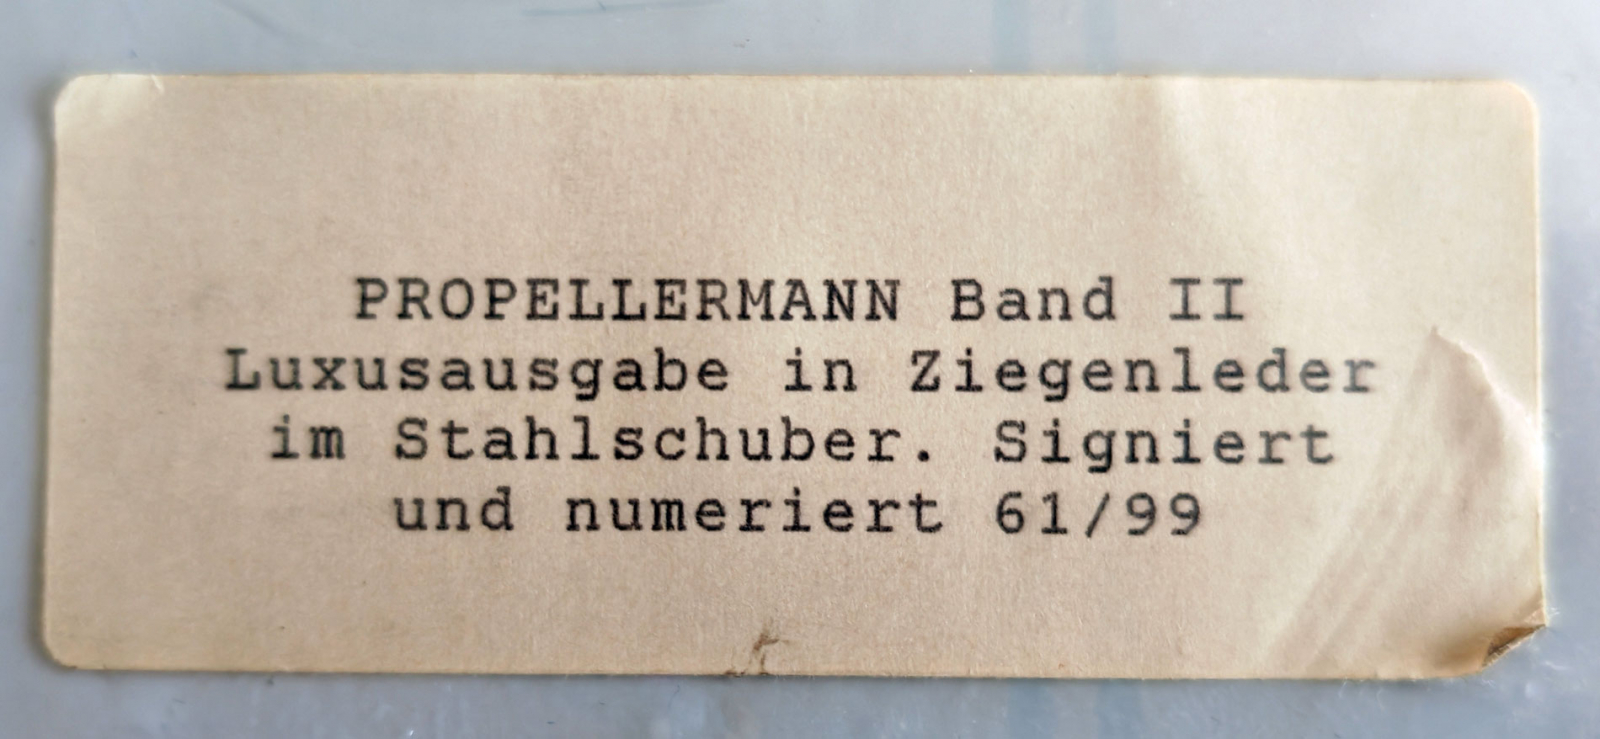 PROPELLERMANN Band II
Luxusausgabe in Ziegenleder
im Stahlschuber. Signiert
und numeriert 61/99